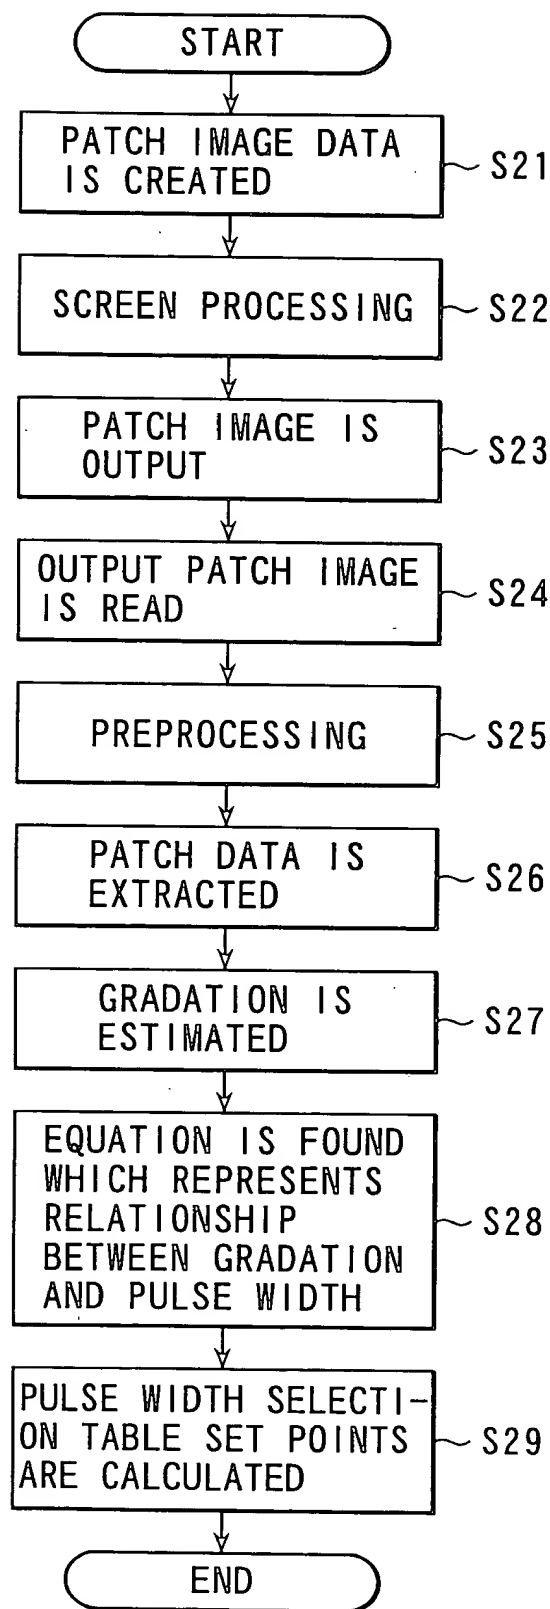 START
PATCH IMAGE DATA
IS CREATED
S21
SCREEN PROCESSING
S22
PATCH IMAGE IS
OUTPUT
S23
OUTPUT PATCH IMAGE
IS READ
S24
PREPROCESSING
S25
PATCH DATA IS
EXTRACTED
S26
GRADATION IS
ESTIMATED
S27
EQUATION IS FOUND
WHICH REPRESENTS
RELATIONSHIP
BETWEEN GRADATION
AND PULSE WIDTH
S28
PULSE WIDTH SELECTI-
ON TABLE SET POINTS
ARE CALCULATED
S29
END